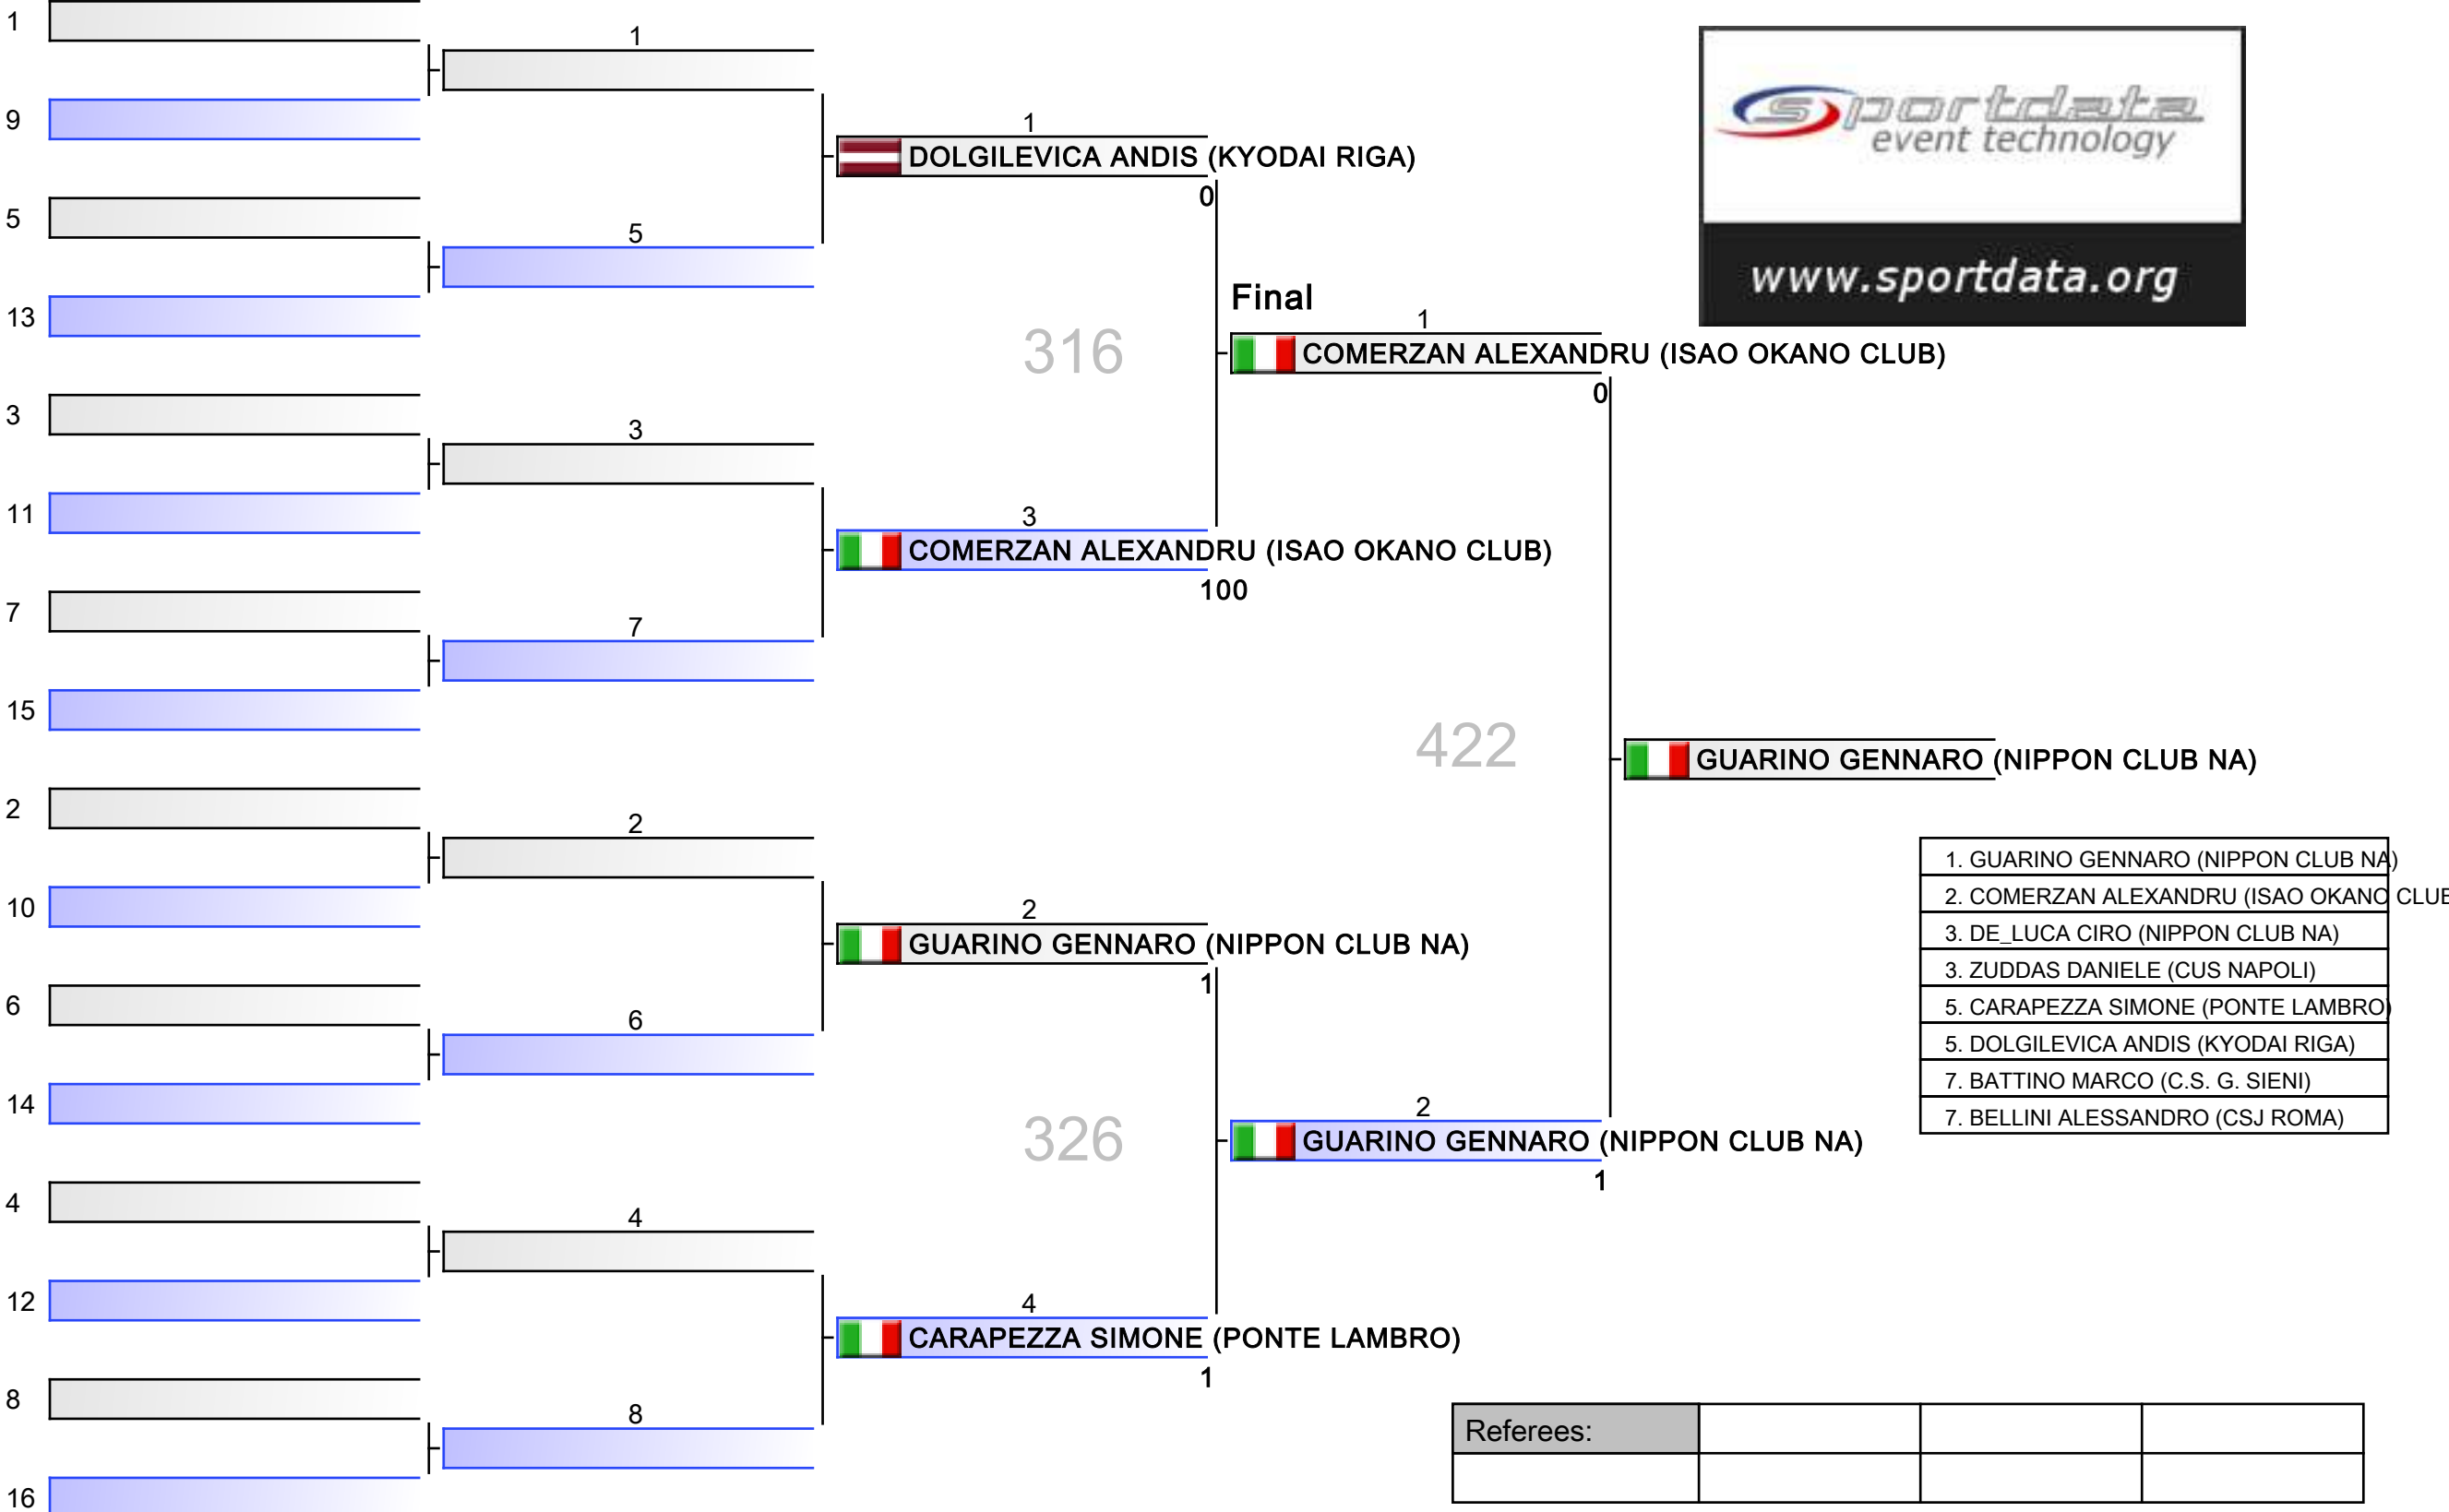 1
1
9
1
DOLGILEVICA ANDIS (KYODAI RIGA)
0
5
5
13
sportdata
event technology
www.sportdata.org
Final
316
1
COMERZAN ALEXANDRU (ISAO OKANO CLUB)
0
3
3
11
3
COMERZAN ALEXANDRU (ISAO OKANO CLUB)
100
7
7
15
422
GUARINO GENNARO (NIPPON CLUB NA)
2
2
10
2
GUARINO GENNARO (NIPPON CLUB NA)
1
6
6
14
326
2
GUARINO GENNARO (NIPPON CLUB NA)
1
1. GUARINO GENNARO (NIPPON CLUB NA)
2. COMERZAN ALEXANDRU (ISAO OKANO CLUB
3. DE_LUCA CIRO (NIPPON CLUB NA)
3. ZUDDAS DANIELE (CUS NAPOLI)
5. CARAPEZZA SIMONE (PONTE LAMBRO)
5. DOLGILEVICA ANDIS (KYODAI RIGA)
7. BATTINO MARCO (C.S. G. SIENI)
7. BELLINI ALESSANDRO (CSJ ROMA)
4
4
12
4
CARAPEZZA SIMONE (PONTE LAMBRO)
1
8
8
16
Referees: